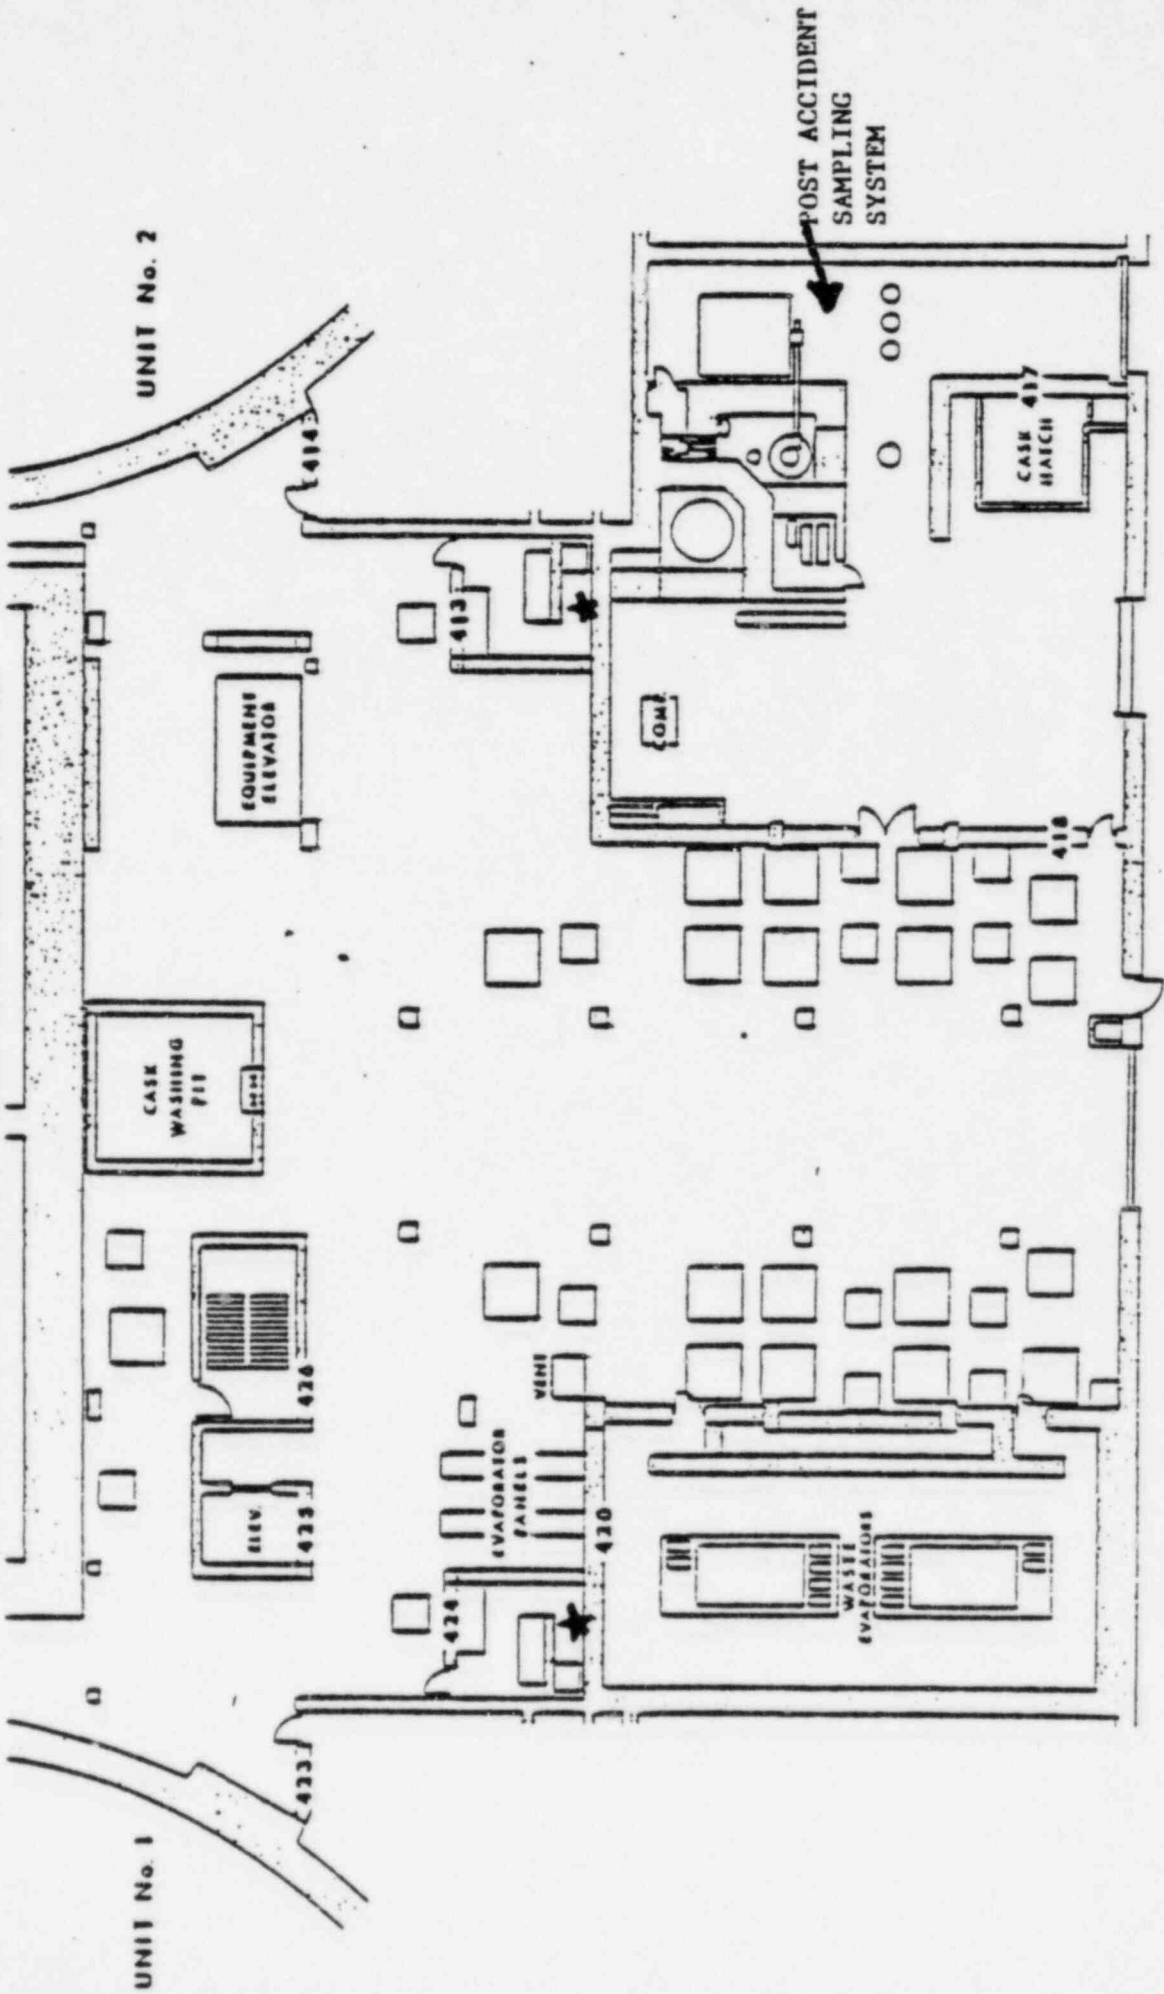 UNIT No. 1
UNIT No. 2
CASK
WASHING
PIT
EQUIPMENT
ELEVATOR
ELEV.
423
425
426
414
424
413
EVAPORATOR
PANELS
VENT
420
COMP.
WASTE
EVAPORATORS
418
CASK
HATCH
417
POST ACCIDENT
SAMPLING
SYSTEM